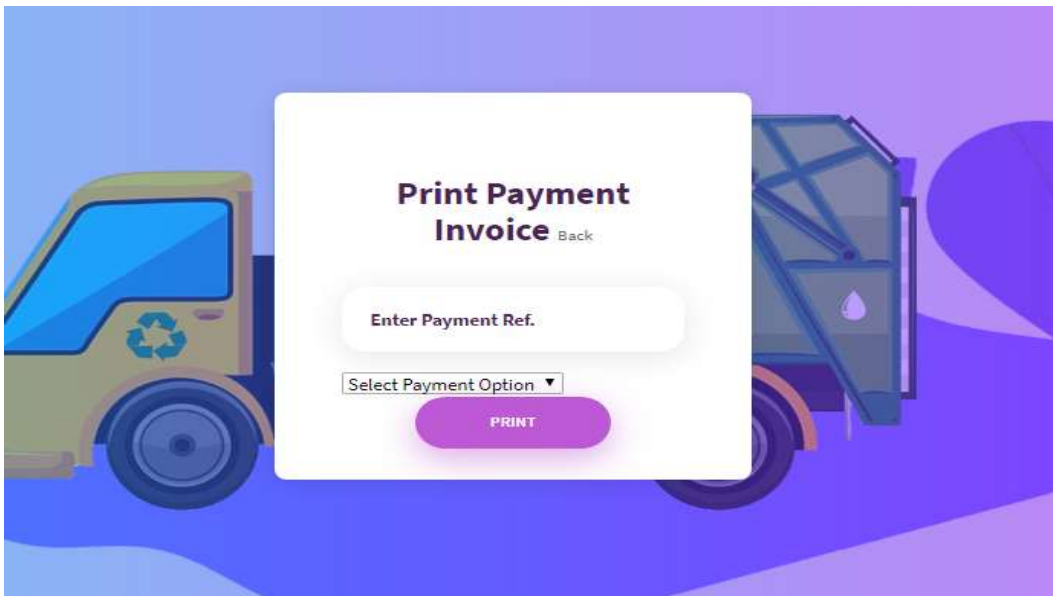 Print Payment
Invoice Back
Enter Payment Ref.
Select Payment Option
PRINT